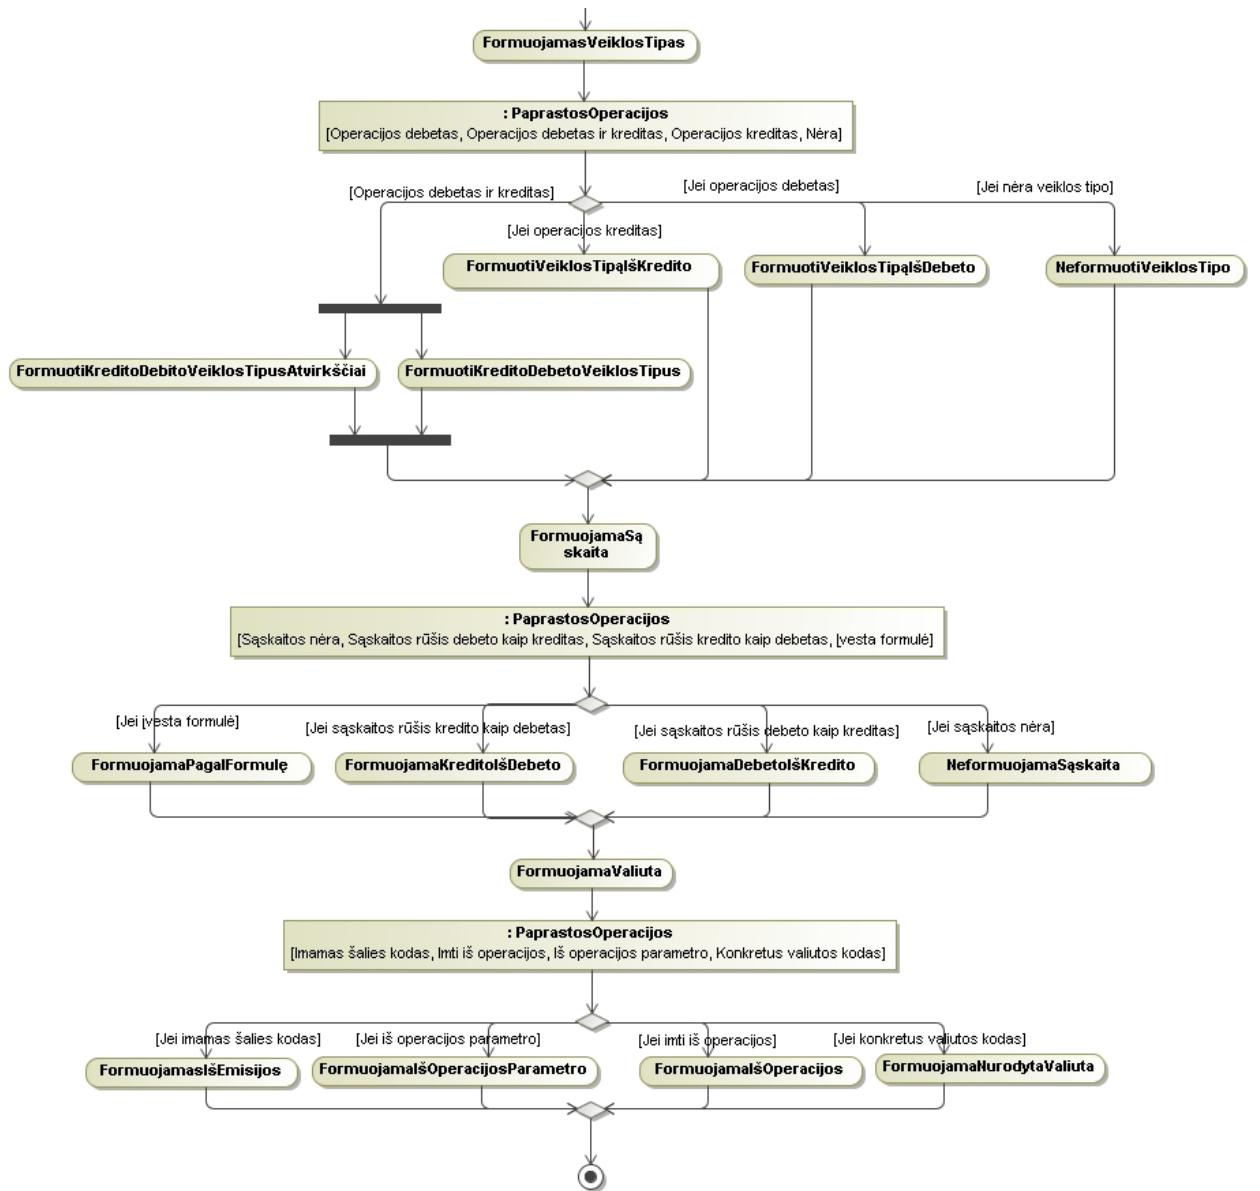 FormuojamasVeiklosTipas
: PaprastosOperacijos
[Operacijos debetas, Operacijos debetas ir kreditas, Operacijos kreditas, Nėra]
[Operacijos debetas ir kreditas]
[Jei operacijos debetas]
[Jei nėra veiklos tipo]
[Jei operacijos kreditas]
FormuotiVeiklosTipąIšKredito
FormuotiVeiklosTipąIšDebeto
NeformuotiVeiklosTipo
FormuotiKreditoDebitoVeiklosTipusAtvirkščiai
FormuotiKreditoDebetoVeiklosTipus
FormuojamaSą
skaita
: PaprastosOperacijos
[Sąskaitos nėra, Sąskaitos rūšis debeto kaip kreditas, Sąskaitos rūšis kredito kaip debetas, Įvesta formulė]
[Jei įvesta formulė]
[Jei sąskaitos rūšis kredito kaip debetas]
[Jei sąskaitos rūšis debeto kaip kreditas]
[Jei sąskaitos nėra]
FormuojamaPagalFormulę
FormuojamaKreditoIšDebeto
FormuojamaDebetoIšKredito
NeformuojamaSąskaita
FormuojamaValiuta
: PaprastosOperacijos
[Imamas šalies kodas, Imti iš operacijos, Iš operacijos parametro, Konkretus valiutos kodas]
[Jei imamas šalies kodas]
[Jei iš operacijos parametro]
[Jei imti iš operacijos]
[Jei konkretus valiutos kodas]
FormuojamasIšEmisijos
FormuojamaIšOperacijosParametro
FormuojamaIšOperacijos
FormuojamaNurodytaValiuta